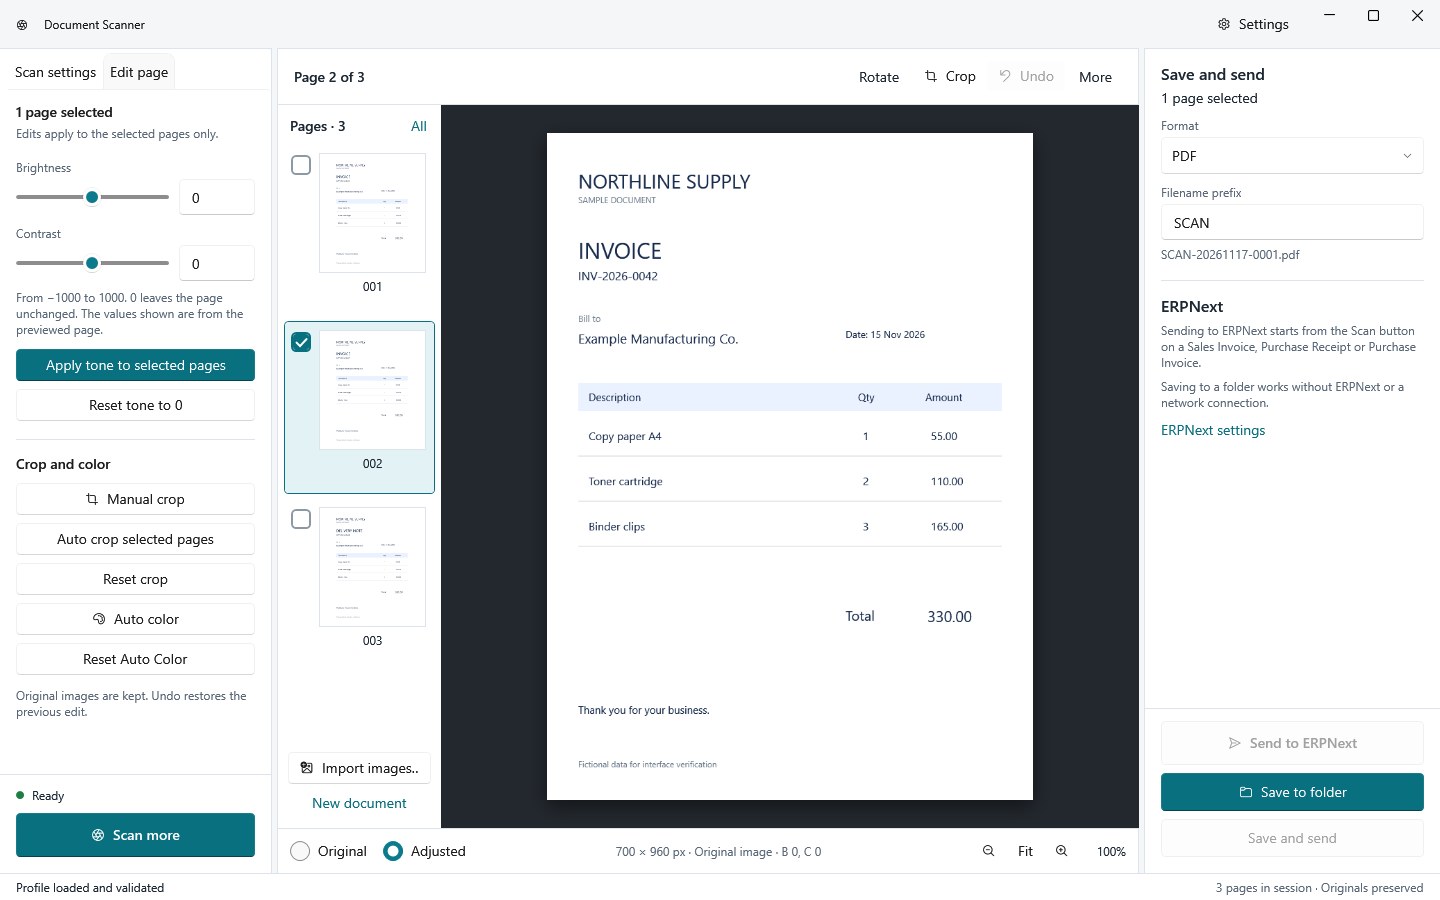 Document Scanner
Settings
Scan settings
Edit page
1 page selected
Edits apply to the selected pages only.
Brightness
0
Contrast
0
From −1000 to 1000. 0 leaves the page
unchanged. The values shown are from the
previewed page.
Apply tone to selected pages
Reset tone to 0
Crop and color
Manual crop
Auto crop selected pages
Reset crop
Auto color
Reset Auto Color
Original images are kept. Undo restores the
previous edit.
Ready
Scan more
Page 2 of 3
Rotate
Crop
Undo
More
Pages · 3
All
001
002
003
Import images..
New document
NORTHLINE SUPPLY
SAMPLE DOCUMENT
INVOICE
INV-2026-0042
Bill to
Example Manufacturing Co.
Date: 15 Nov 2026
Description Qty Amount
Copy paper A4 1 55.00
Toner cartridge 2 110.00
Binder clips 3 165.00
Total 330.00
Thank you for your business.
Fictional data for interface verification
Original
Adjusted
700 × 960 px · Original image · B 0, C 0
Fit
100%
Save and send
1 page selected
Format
PDF
Filename prefix
SCAN
SCAN-20261117-0001.pdf
ERPNext
Sending to ERPNext starts from the Scan button
on a Sales Invoice, Purchase Receipt or Purchase
Invoice.
Saving to a folder works without ERPNext or a
network connection.
ERPNext settings
Send to ERPNext
Save to folder
Save and send
Profile loaded and validated
3 pages in session · Originals preserved